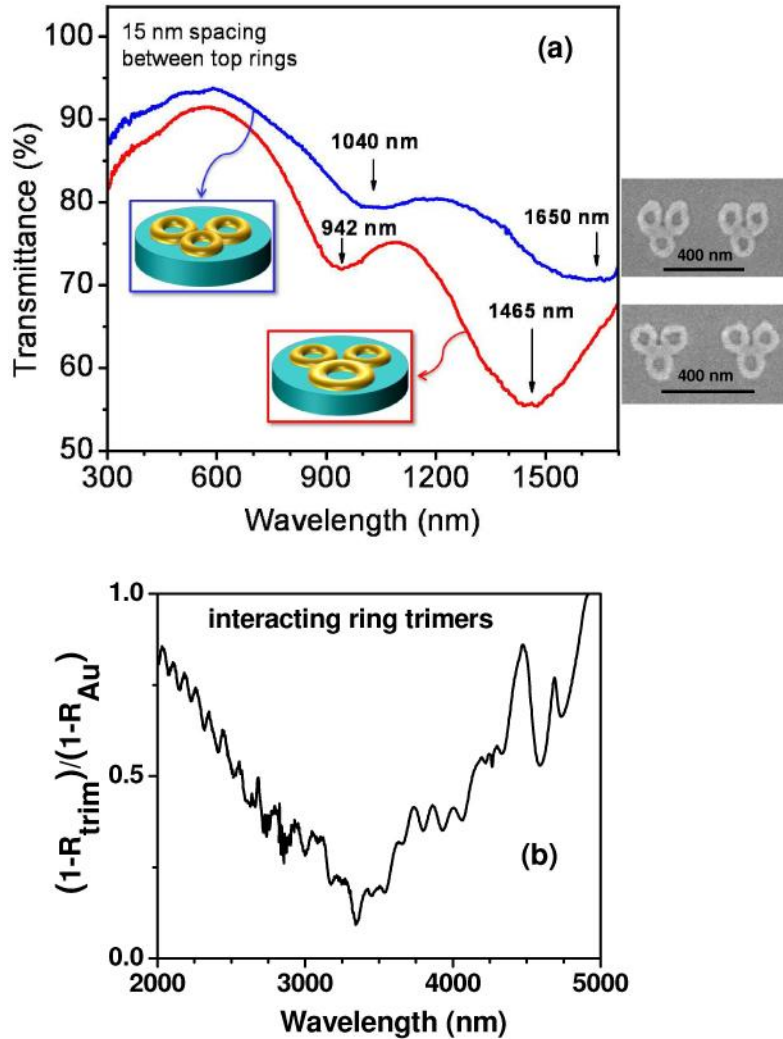 15 nm spacing
between top rings
(a)
1040 nm
942 nm
1650 nm
1465 nm
100
90
80
70
60
50
Transmittance (%)
300
600
900
1200
1500
Wavelength (nm)
400 nm
400 nm
interacting ring trimers
(b)
1.0
0.5
0.0
(1-Rtrim)/(1-RAu)
2000
3000
4000
5000
Wavelength (nm)